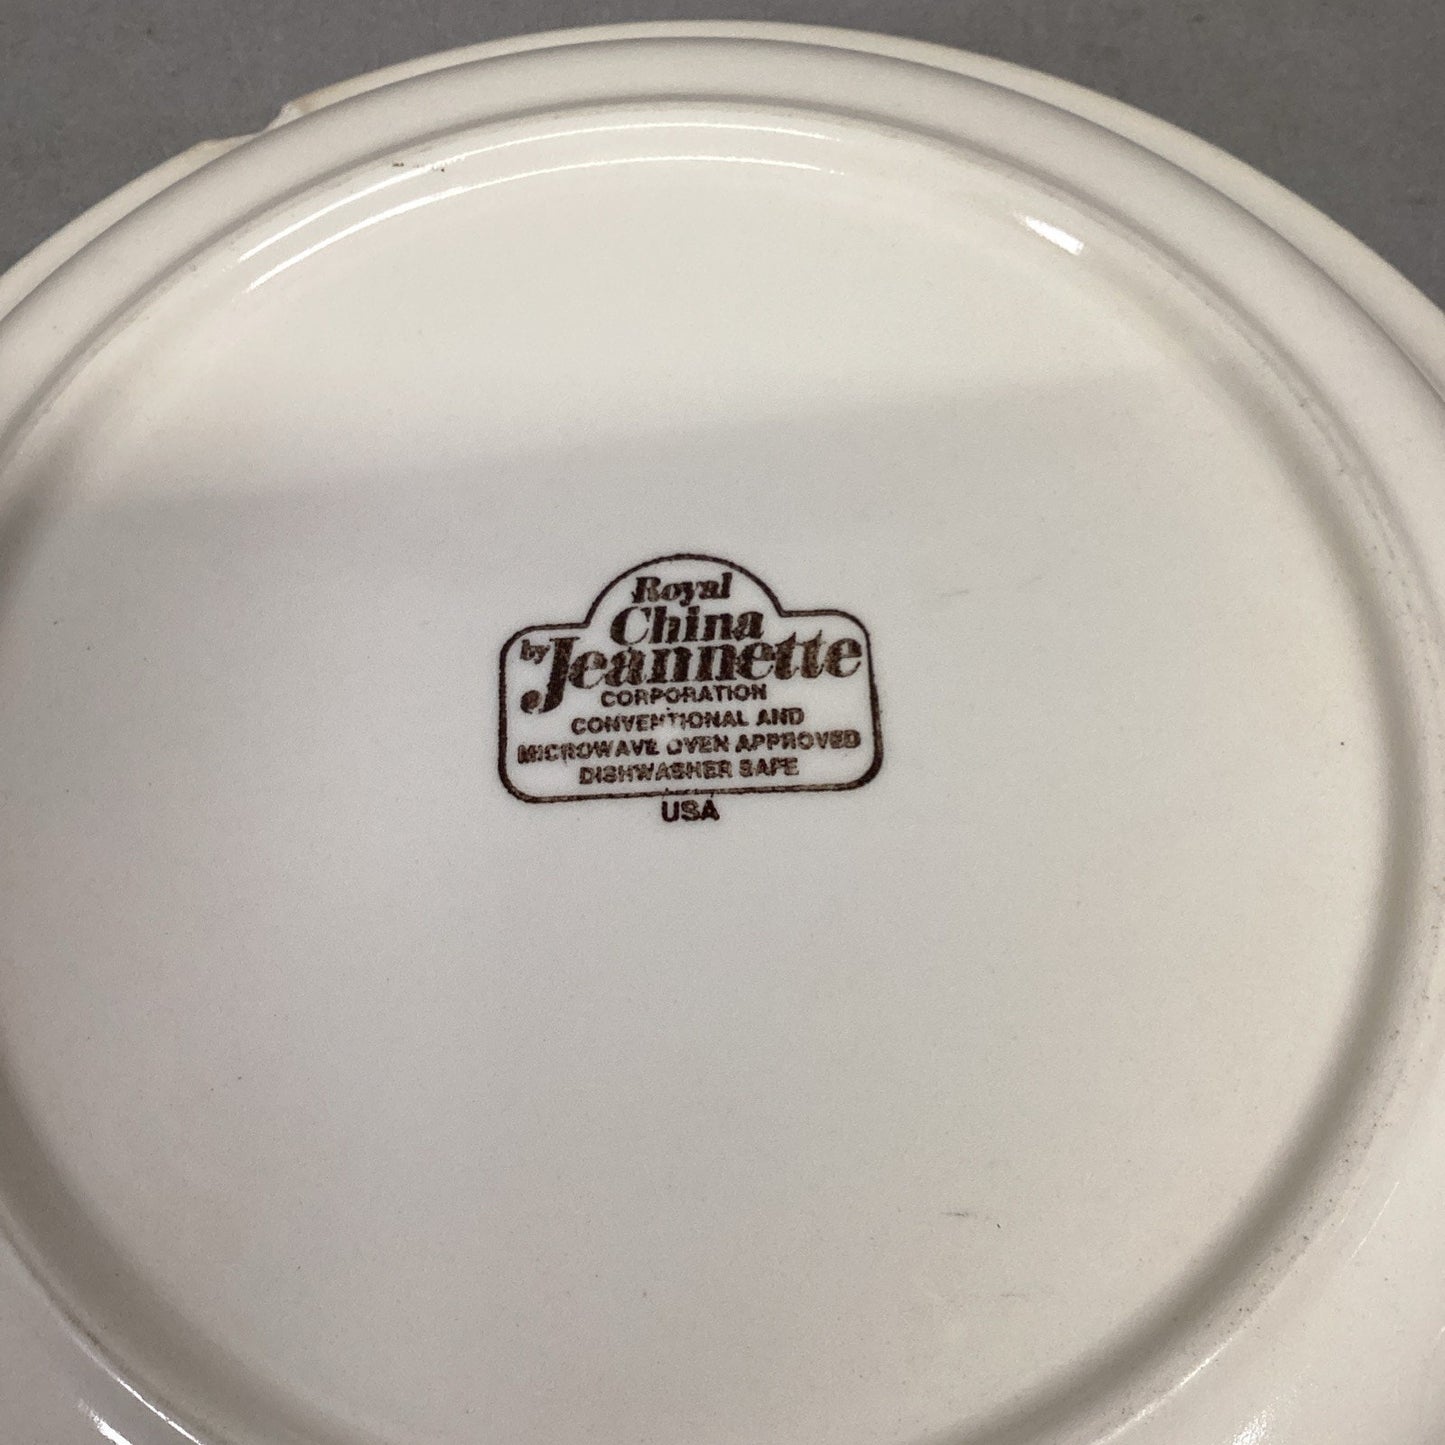 Royal
China
by Jeannette
CORPORATION
CONVENTIONAL AND
MICROWAVE OVEN APPROVED
DISHWASHER SAFE
USA